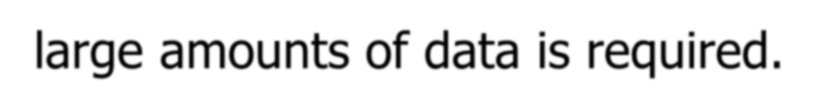 large amounts of data is required.